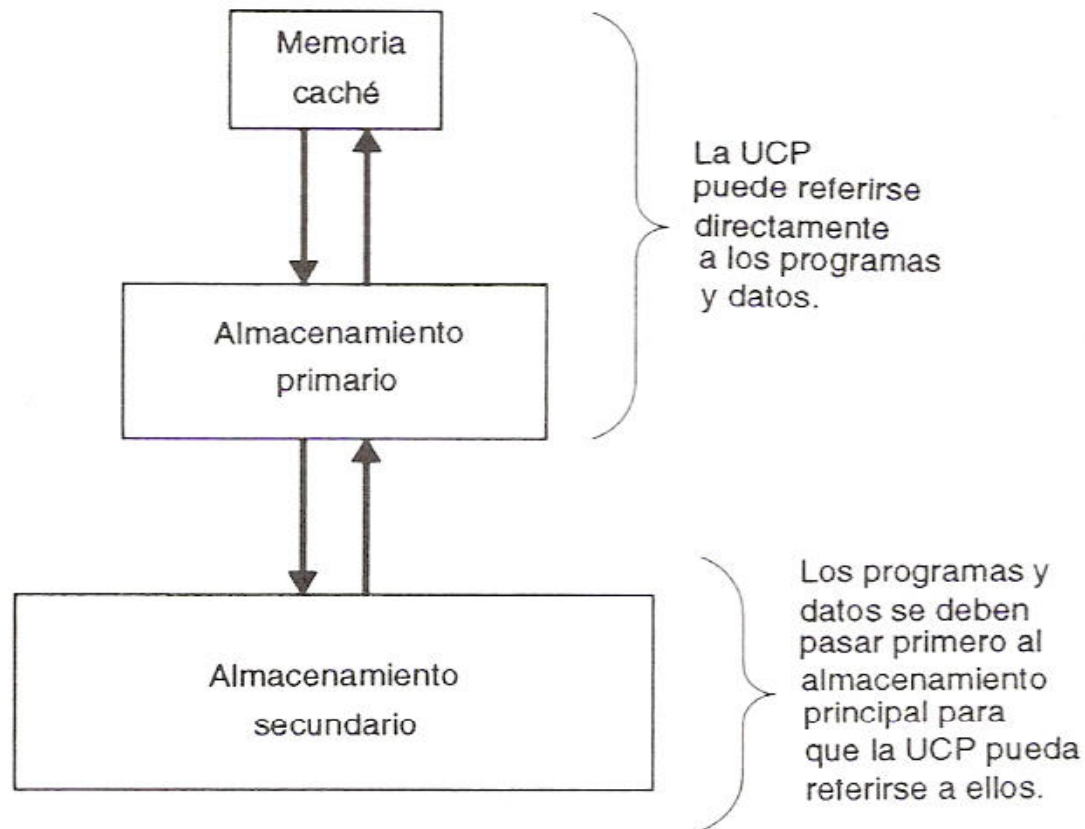 Memoria
caché
La UCP
puede referirse
directamente
a los programas
y datos.
Almacenamiento
primario
Almacenamiento
secundario
Los programas y
datos se deben
pasar primero al
almacenamiento
principal para
que la UCP pueda
referirse a ellos.